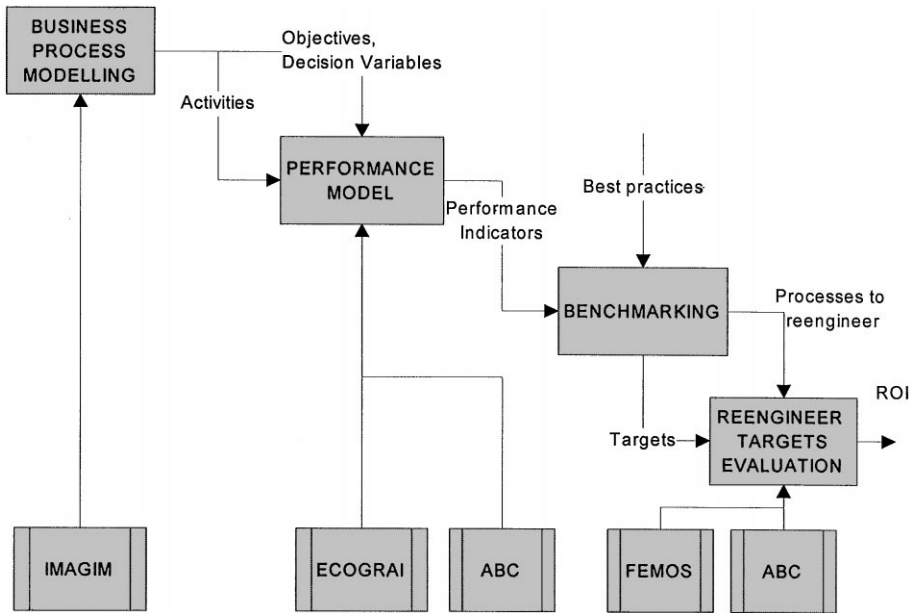 BUSINESS
PROCESS
MODELLING
Objectives,
Decision Variables
Activities
PERFORMANCE
MODEL
Performance
Indicators
Best practices
BENCHMARKING
Processes to
reengineer
Targets
REENGINEER
TARGETS
EVALUATION
ROI
IMAGIM
ECOGRAI
ABC
FEMOS
ABC